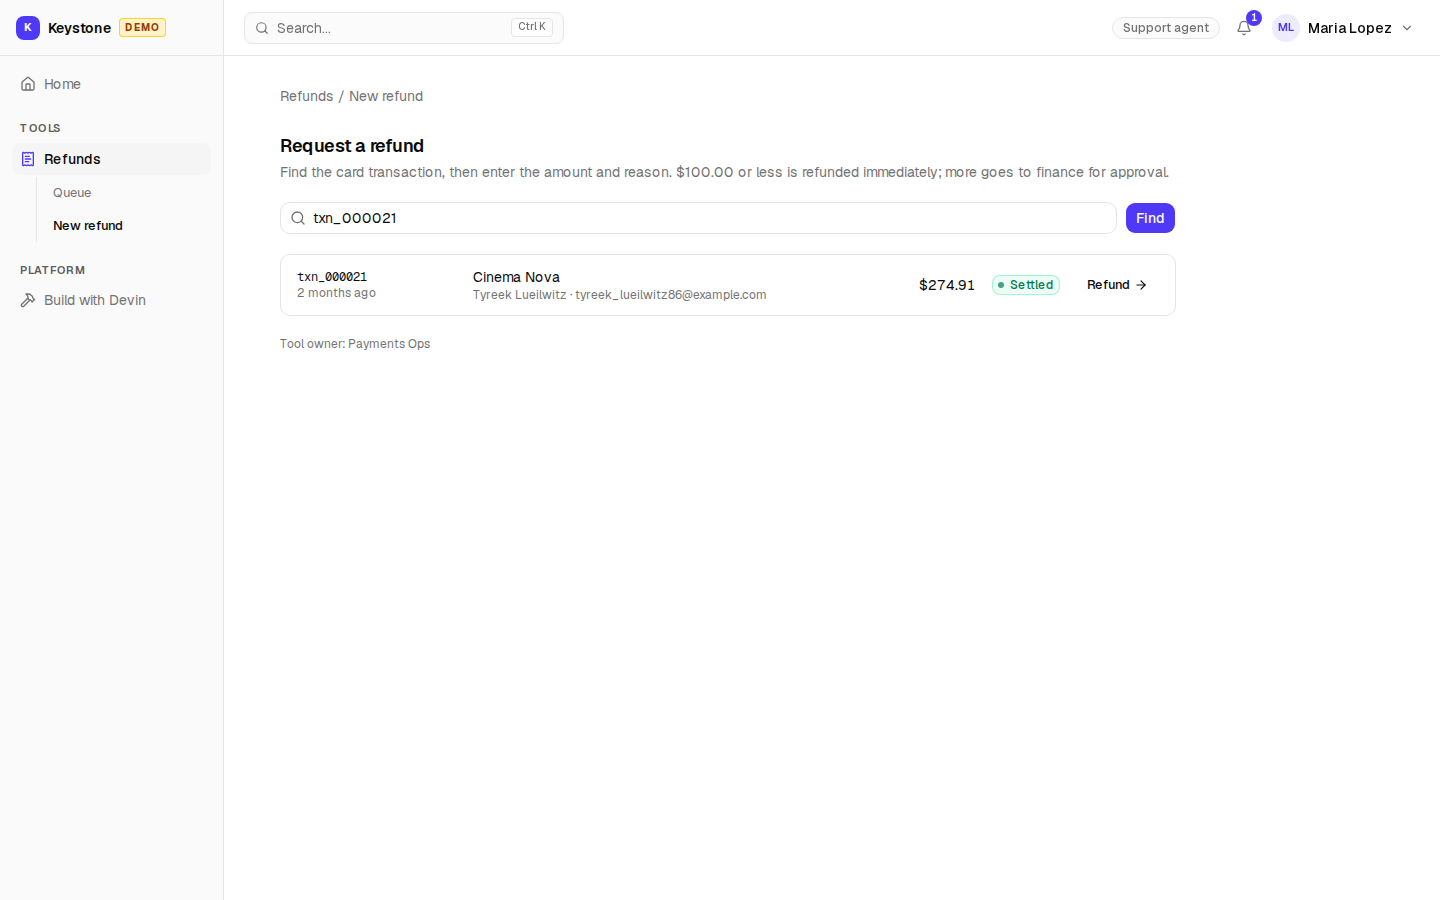 K Keystone DEMO
Search...
Ctrl K
Support agent
1
ML Maria Lopez
Home
TOOLS
Refunds
Queue
New refund
PLATFORM
Build with Devin
Refunds / New refund
Request a refund
Find the card transaction, then enter the amount and reason. $100.00 or less is refunded immediately; more goes to finance for approval.
txn_000021
Find
txn_000021
2 months ago
Cinema Nova
Tyreek Lueilwitz · tyreek_lueilwitz86@example.com
$274.91
Settled
Refund →
Tool owner: Payments Ops